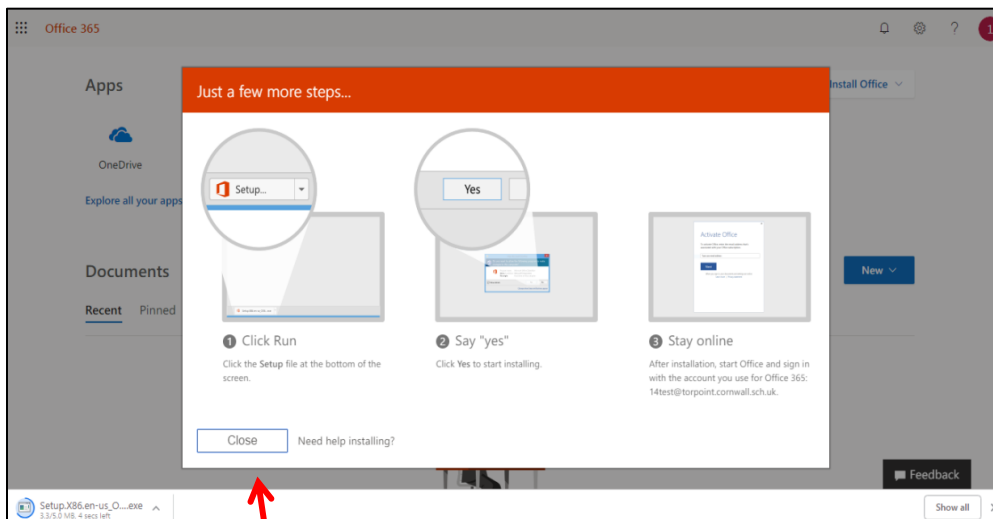 Office 365
?
1
Apps
Install Office
OneDrive
Explore all your apps
Documents
New
Recent Pinned
Just a few more steps...
Setup...
Yes
Activate Office
1 Click Run
Click the Setup file at the bottom of the
screen.
2 Say "yes"
Click Yes to start installing.
3 Stay online
After installation, start Office and sign in
with the account you use for Office 365:
14test@torpoint.cornwall.sch.uk.
Close Need help installing?
Feedback
Setup.X86.en-us_O....exe
3.3/5.0 MB, 4 secs left
Show all